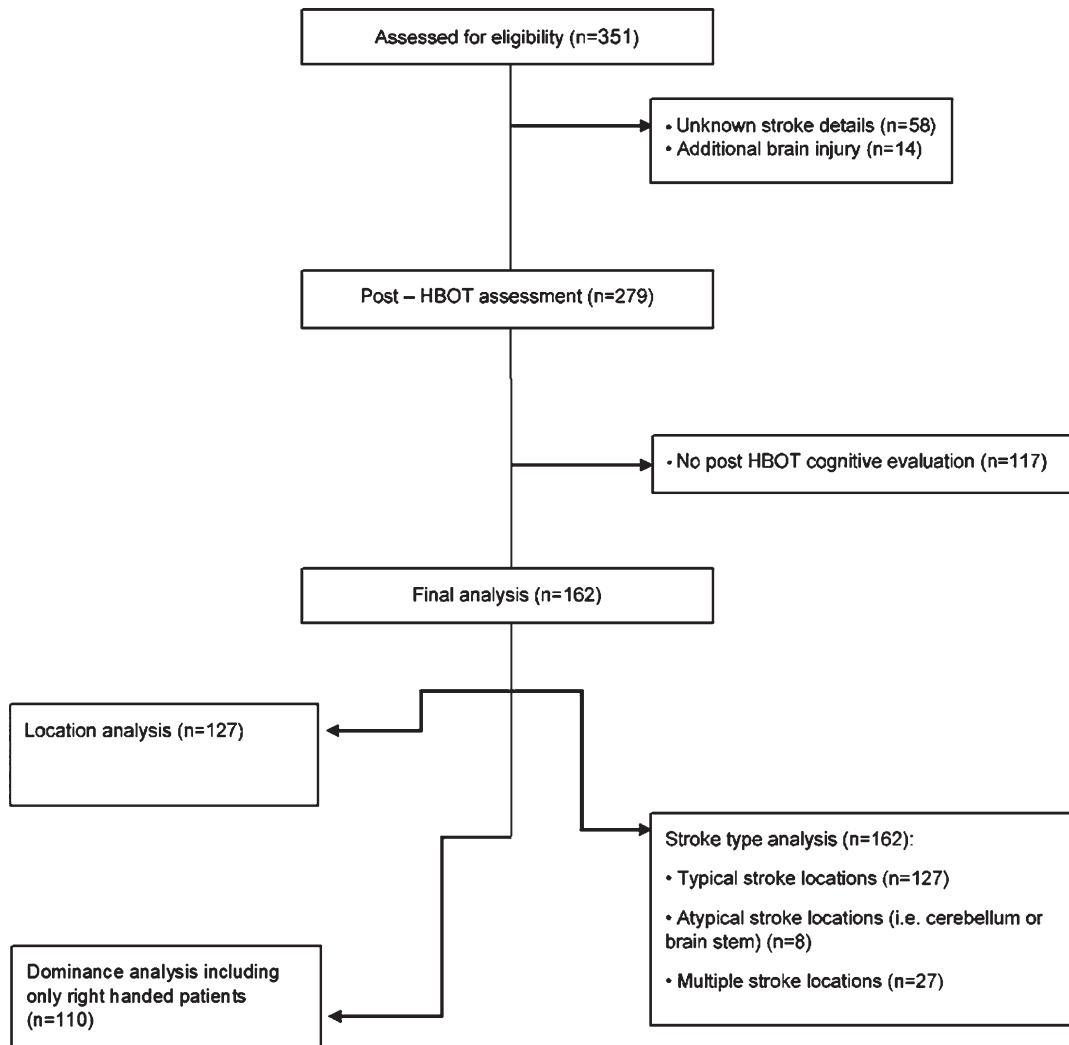 Assessed for eligibility (n=351)
• Unknown stroke details (n=58)
• Additional brain injury (n=14)
Post – HBOT assessment (n=279)
• No post HBOT cognitive evaluation (n=117)
Final analysis (n=162)
Location analysis (n=127)
Stroke type analysis (n=162):
• Typical stroke locations (n=127)
• Atypical stroke locations (i.e. cerebellum or
brain stem) (n=8)
• Multiple stroke locations (n=27)
Dominance analysis including
only right handed patients
(n=110)